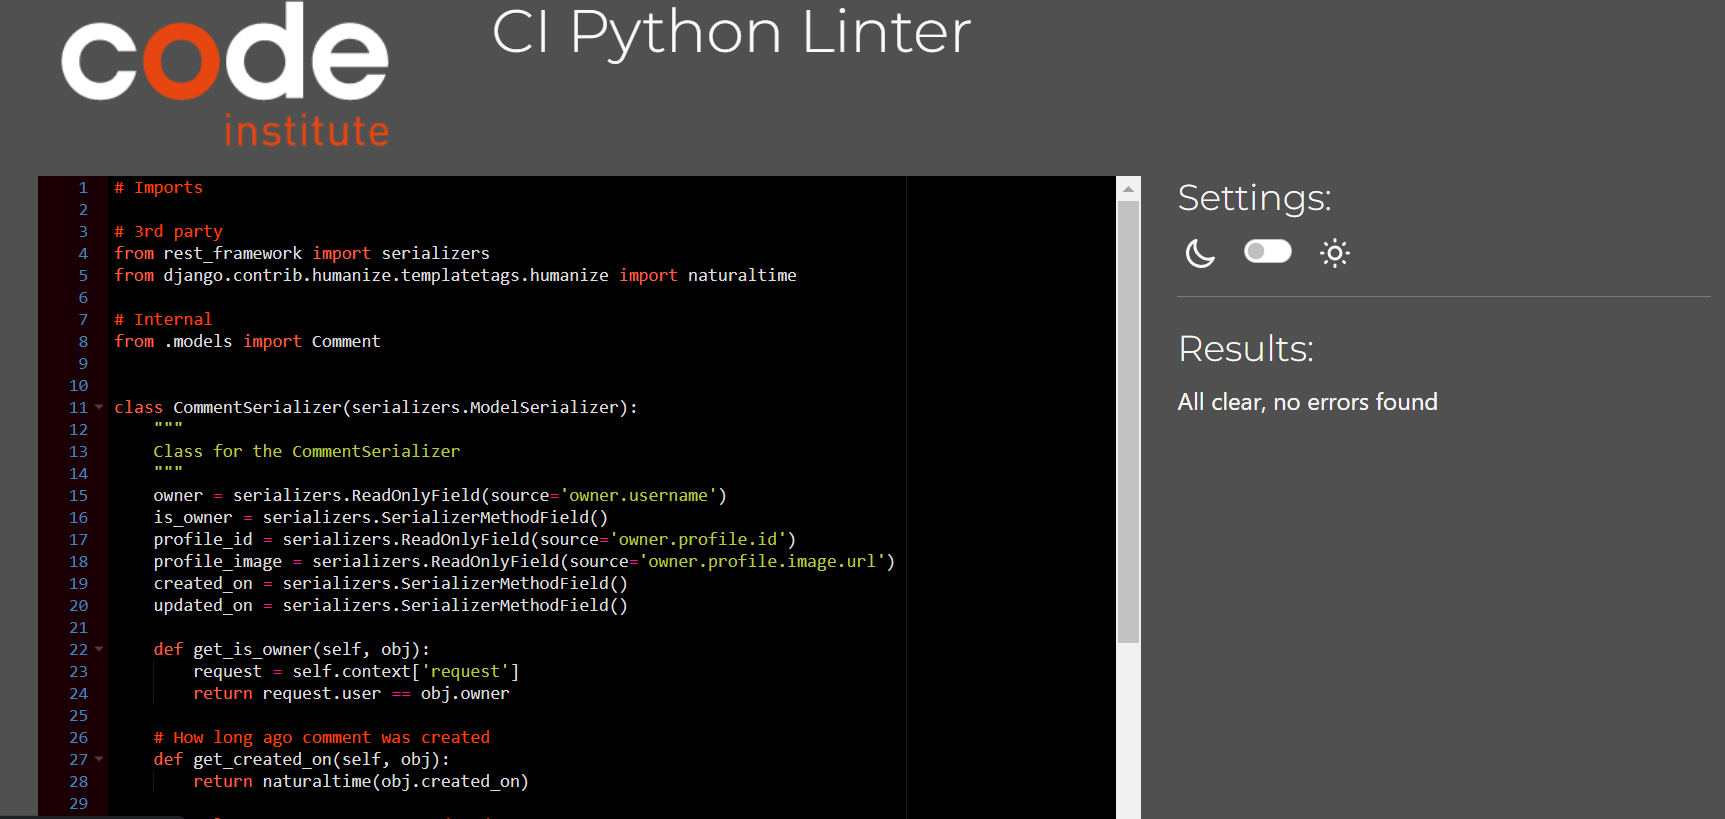 code
institute
CI Python Linter
1 # Imports
2
3 # 3rd party
4 from rest_framework import serializers
5 from django.contrib.humanize.templatetags.humanize import naturaltime
6
7 # Internal
8 from .models import Comment
9
10
11 class CommentSerializer(serializers.ModelSerializer):
12     """
13     Class for the CommentSerializer
14     """
15     owner = serializers.ReadOnlyField(source='owner.username')
16     is_owner = serializers.SerializerMethodField()
17     profile_id = serializers.ReadOnlyField(source='owner.profile.id')
18     profile_image = serializers.ReadOnlyField(source='owner.profile.image.url')
19     created_on = serializers.SerializerMethodField()
20     updated_on = serializers.SerializerMethodField()
21
22     def get_is_owner(self, obj):
23         request = self.context['request']
24         return request.user == obj.owner
25
26     # How long ago comment was created
27     def get_created_on(self, obj):
28         return naturaltime(obj.created_on)
29
Settings:
Results:
All clear, no errors found